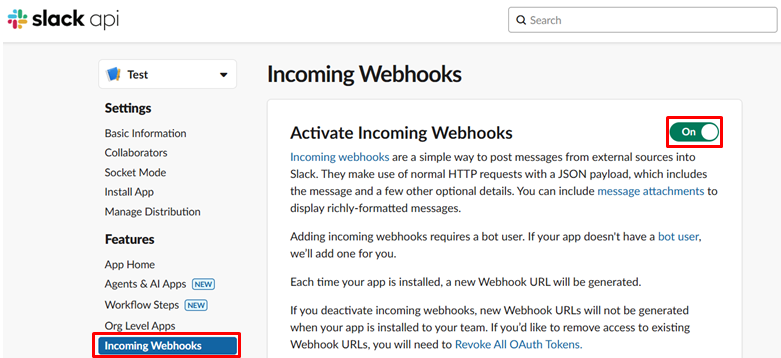 slack api
Search
Test
Incoming Webhooks
Settings
Basic Information
Collaborators
Socket Mode
Install App
Manage Distribution
Features
App Home
Agents & AI Apps NEW
Workflow Steps NEW
Org Level Apps
Incoming Webhooks
Activate Incoming Webhooks
On
Incoming webhooks are a simple way to post messages from external sources into
Slack. They make use of normal HTTP requests with a JSON payload, which includes
the message and a few other optional details. You can include message attachments to
display richly-formatted messages.
Adding incoming webhooks requires a bot user. If your app doesn't have a bot user,
we'll add one for you.
Each time your app is installed, a new Webhook URL will be generated.
If you deactivate incoming webhooks, new Webhook URLs will not be generated
when your app is installed to your team. If you'd like to remove access to existing
Webhook URLs, you will need to Revoke All OAuth Tokens.